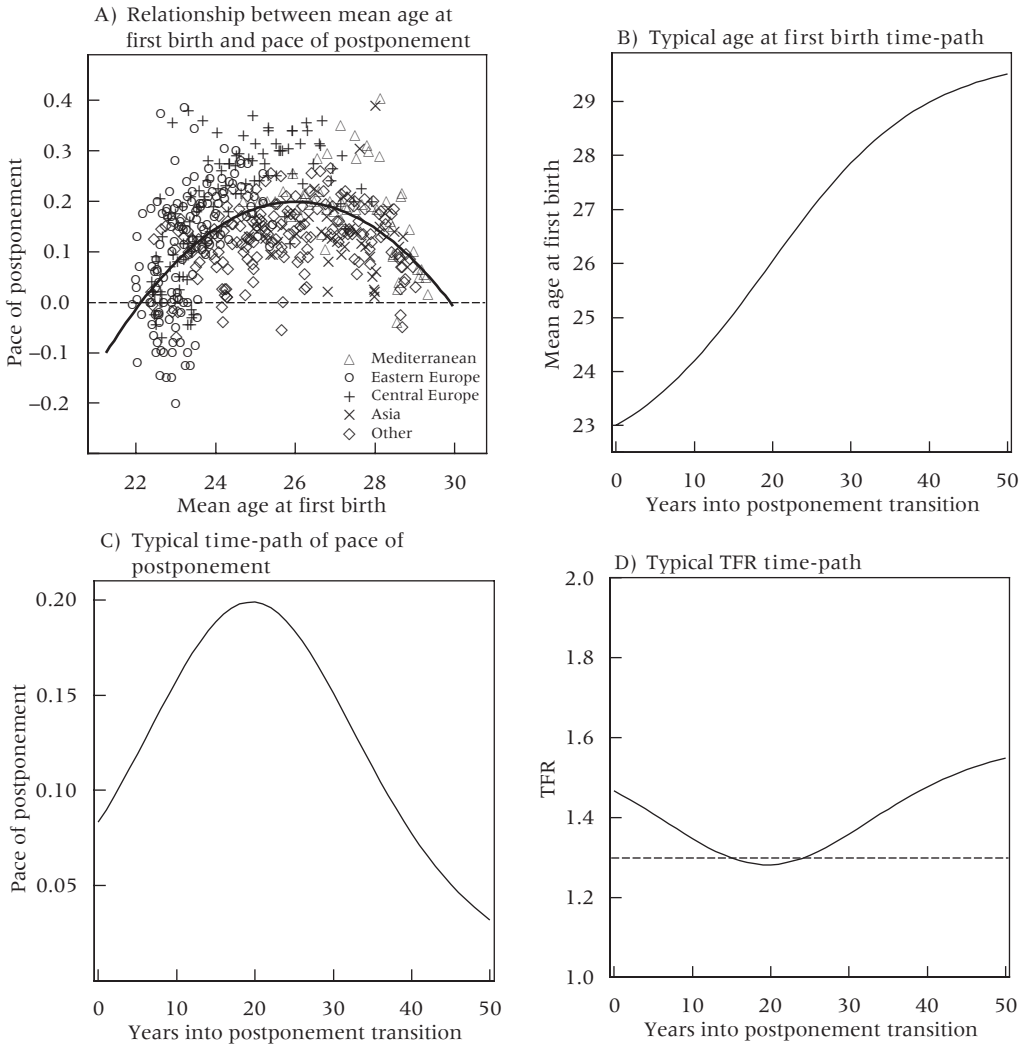 A) Relationship between mean age at
first birth and pace of postponement
Pace of postponement
0.4
0.3
0.2
0.1
0.0
−0.1
−0.2
Mediterranean
Eastern Europe
Central Europe
Asia
Other
22 24 26 28 30
Mean age at first birth
B) Typical age at first birth time-path
Mean age at first birth
29
28
27
26
25
24
23
0 10 20 30 40 50
Years into postponement transition
C) Typical time-path of pace of
postponement
Pace of postponement
0.20
0.15
0.10
0.05
0 10 20 30 40 50
Years into postponement transition
D) Typical TFR time-path
TFR
2.0
1.8
1.6
1.4
1.2
1.0
0 10 20 30 40 50
Years into postponement transition